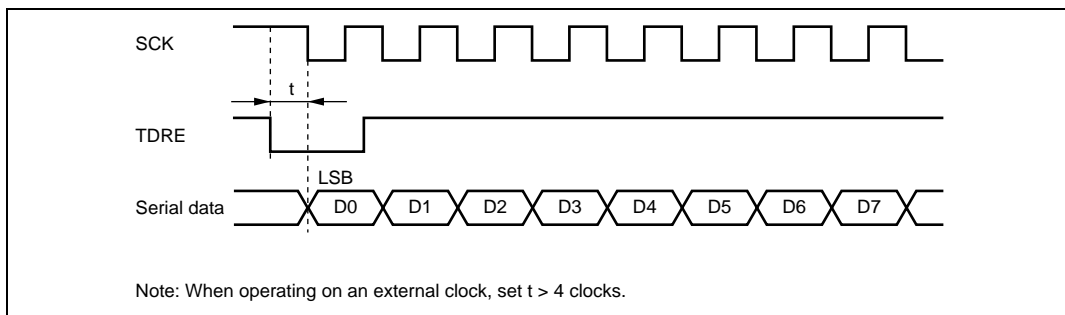 SCK
t
TDRE
LSB
Serial data D0 D1 D2 D3 D4 D5 D6 D7
Note: When operating on an external clock, set t > 4 clocks.